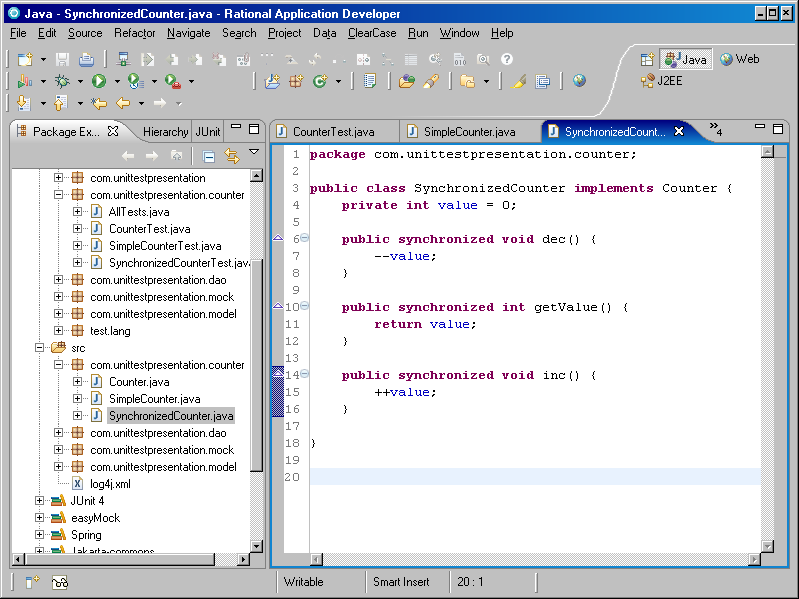 Java - SynchronizedCounter.java - Rational Application Developer
File Edit Source Refactor Navigate Search Project Data ClearCase Run Window Help
Java Web
J2EE
Package Ex... Hierarchy JUnit
CounterTest.java SimpleCounter.java SynchronizedCount... 4
com.unittestpresentation
com.unittestpresentation.counter
AllTests.java
CounterTest.java
SimpleCounterTest.java
SynchronizedCounterTest.java
com.unittestpresentation.dao
com.unittestpresentation.mock
com.unittestpresentation.model
test.lang
src
com.unittestpresentation.counter
Counter.java
SimpleCounter.java
SynchronizedCounter.java
com.unittestpresentation.dao
com.unittestpresentation.mock
com.unittestpresentation.model
log4j.xml
JUnit 4
easyMock
Spring
Jakarta-commons
1 package com.unittestpresentation.counter;
2
3 public class SynchronizedCounter implements Counter {
4 private int value = 0;
5
6 public synchronized void dec() {
7 --value;
8 }
9
10 public synchronized int getValue() {
11 return value;
12 }
13
14 public synchronized void inc() {
15 ++value;
16 }
17
18 }
19
20
Writable Smart Insert 20 : 1